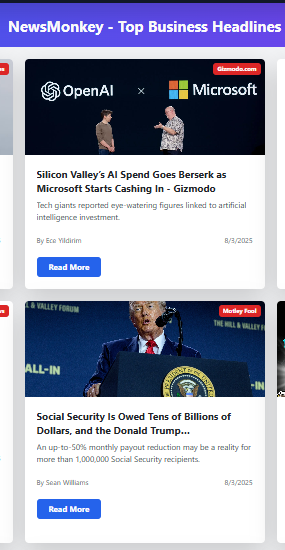 NewsMonkey - Top Business Headlines
Gizmodo.com
OpenAI × Microsoft
Silicon Valley's AI Spend Goes Berserk as
Microsoft Starts Cashing In - Gizmodo
Tech giants reported eye-watering figures linked to artificial
intelligence investment.
By Ece Yildirim 8/3/2025
Read More
Motley Fool
& VALLEY FORUM
THE HILL & VALLEY F
ALL-IN
ALL-IN
Social Security Is Owed Tens of Billions of
Dollars, and the Donald Trump...
An up-to-50% monthly payout reduction may be a reality for
more than 1,000,000 Social Security recipients.
By Sean Williams 8/3/2025
Read More